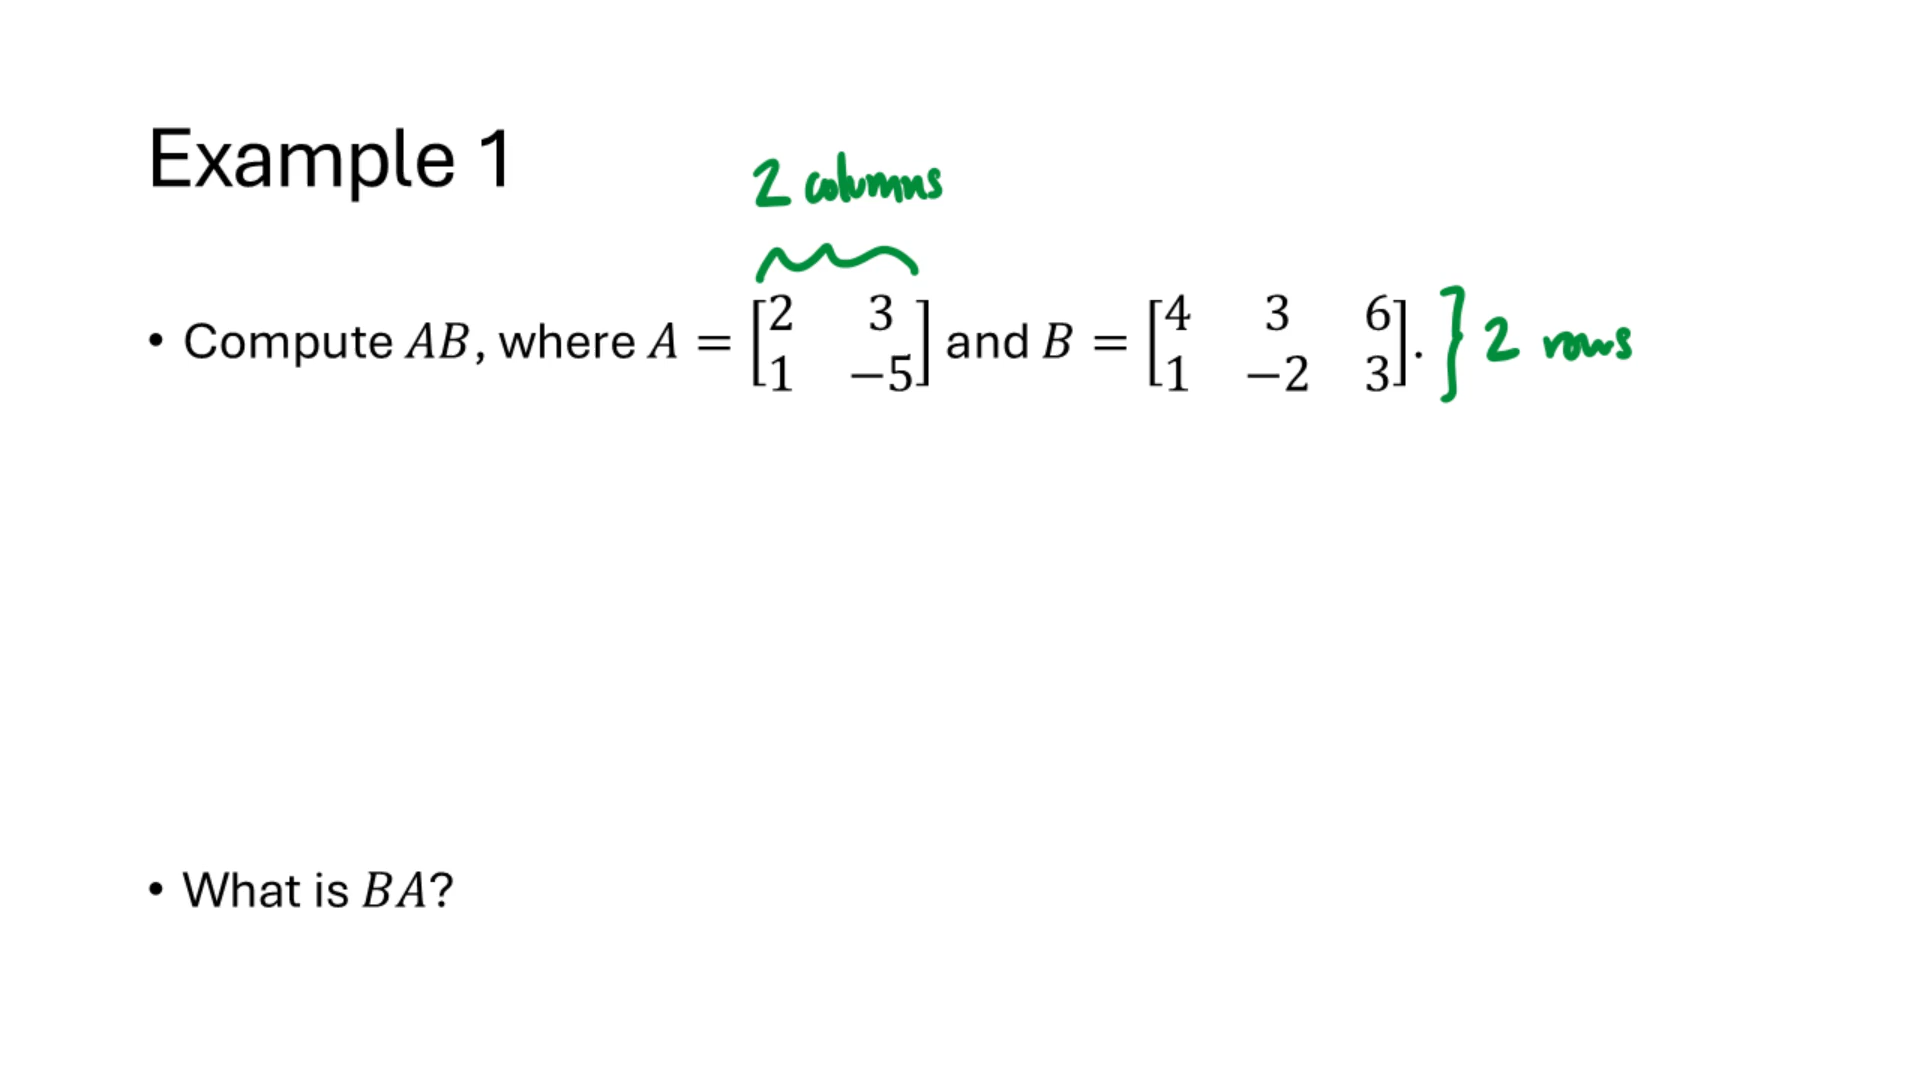 Example 1
2 columns
• Compute AB, where A = [2 3; 1 −5] and B = [4 3 6; 1 −2 3]. } 2 rows
• What is BA?